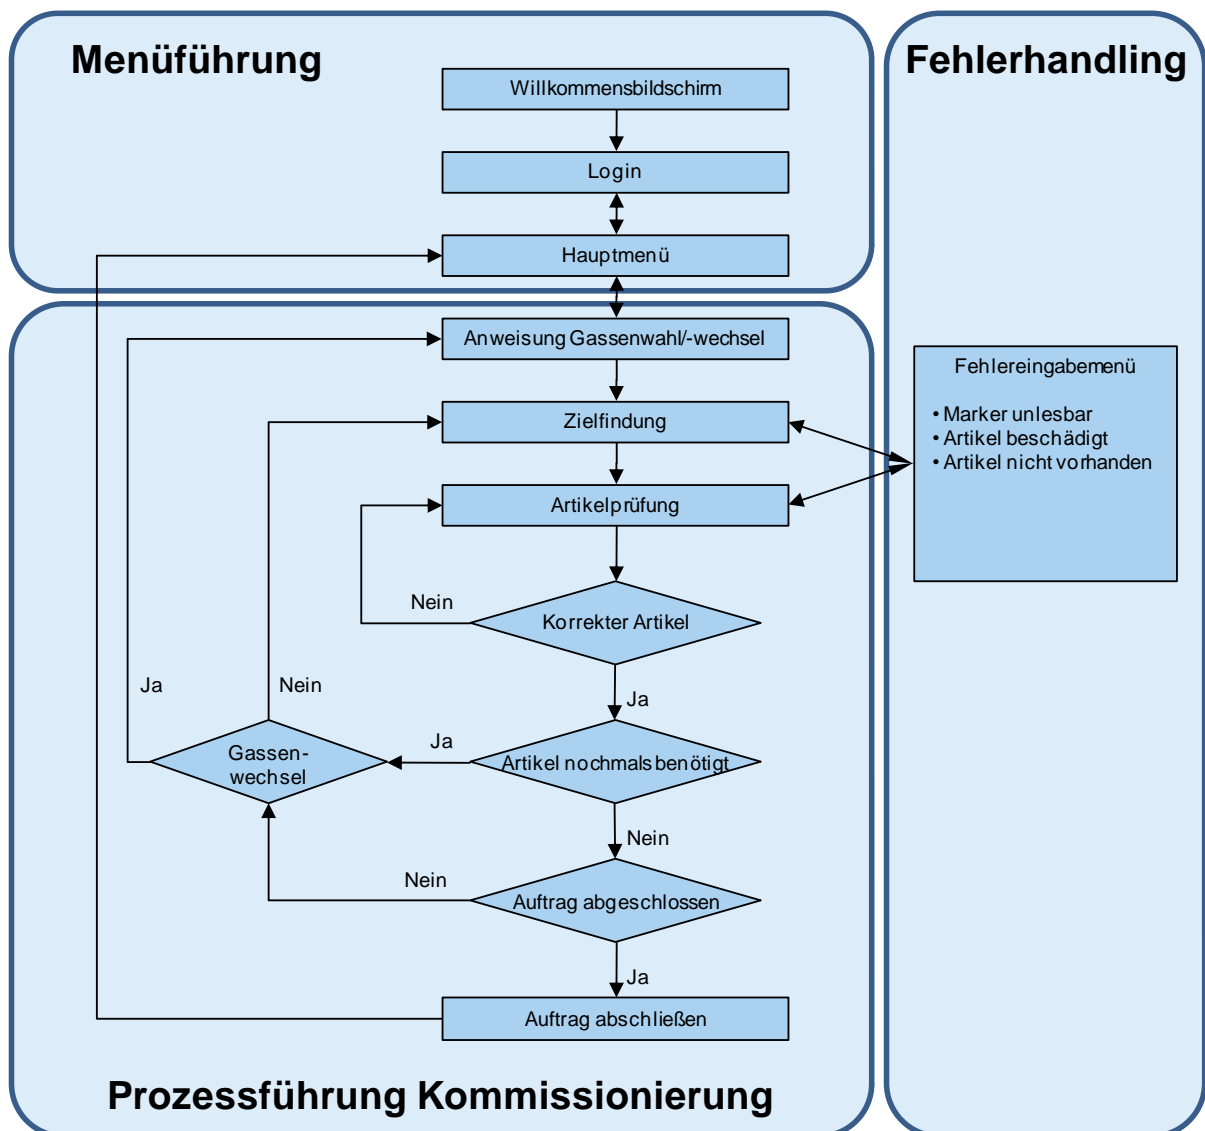 Menüführung
Fehlerhandling
Willkommensbildschirm
Login
Hauptmenü
Anweisung Gassenwahl/-wechsel
Zielfindung
Artikelprüfung
Fehlereingabemenü
• Marker unlesbar
• Artikel beschädigt
• Artikel nicht vorhanden
Nein
Korrekter Artikel
Ja
Nein
Ja
Gassen-
wechsel
Ja
Artikel nochmals benötigt
Nein
Nein
Auftrag abgeschlossen
Ja
Auftrag abschließen
Prozessführung Kommissionierung